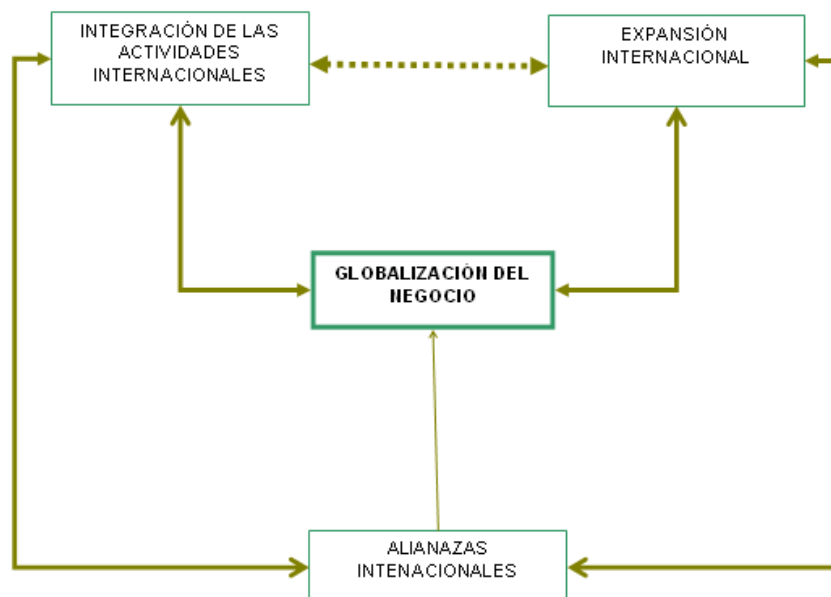 INTEGRACIÓN DE LAS
ACTIVIDADES
INTERNACIONALES
EXPANSIÓN
INTERNACIONAL
GLOBALIZACIÓN DEL
NEGOCIO
ALIANAZAS
INTENACIONALES